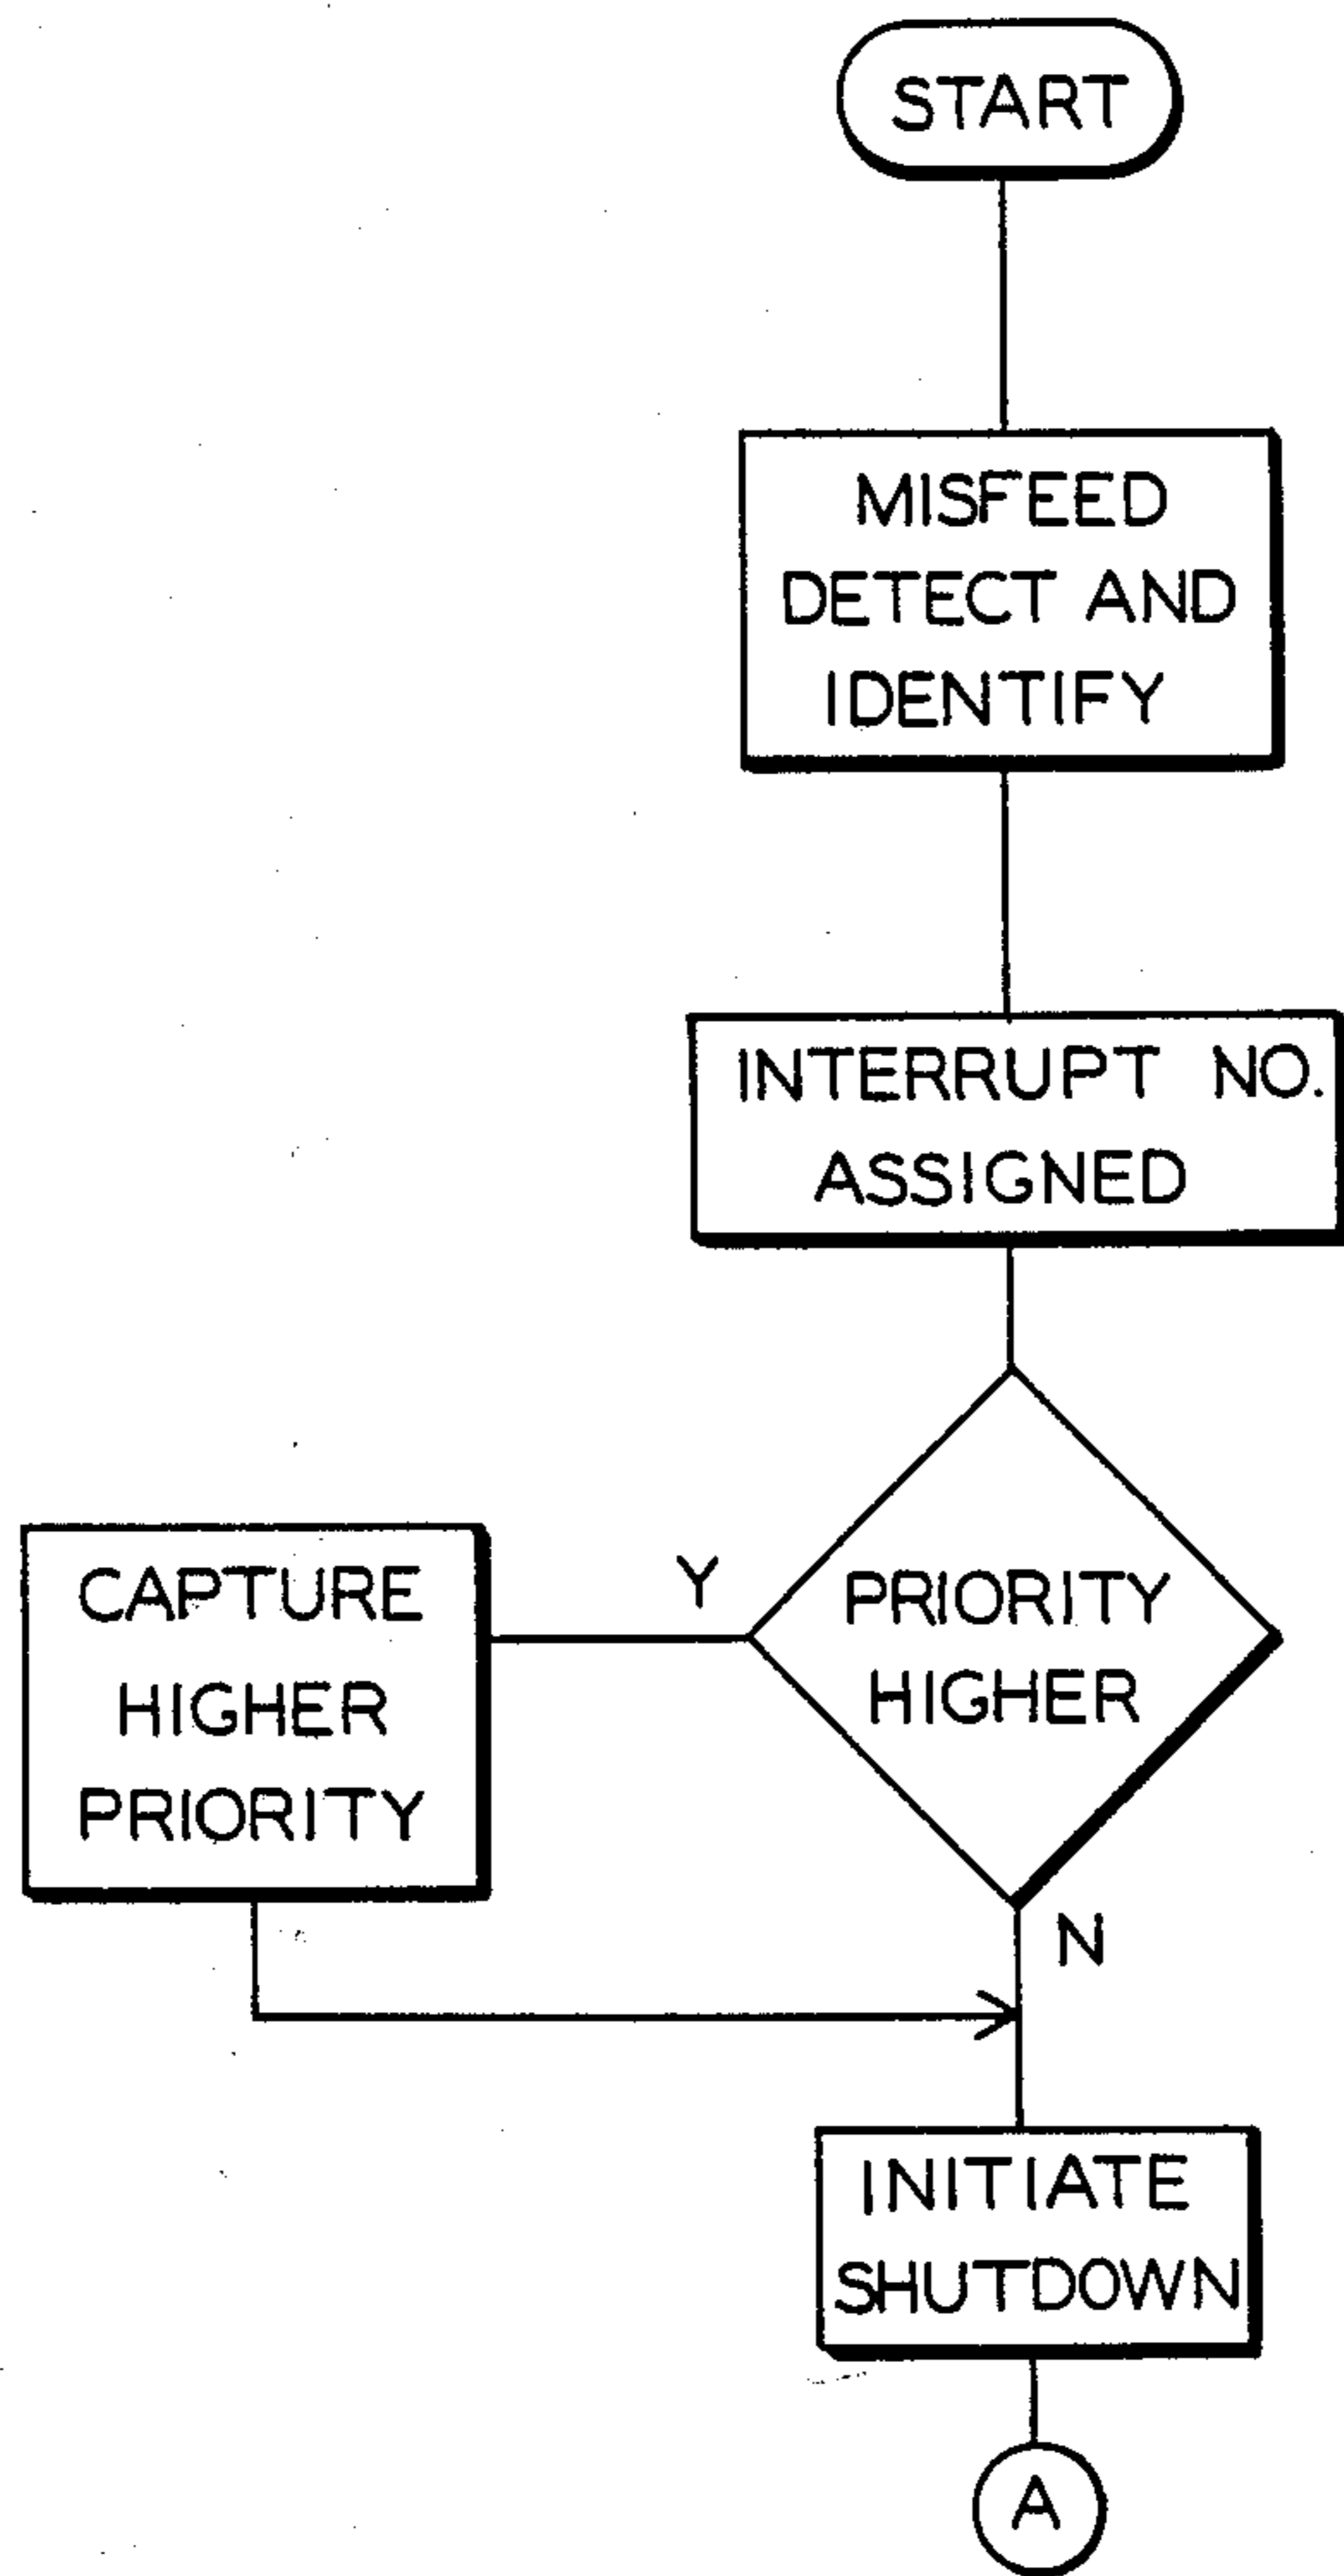 START
MISFEED
DETECT AND
IDENTIFY
INTERRUPT NO.
ASSIGNED
PRIORITY
HIGHER
Y
CAPTURE
HIGHER
PRIORITY
N
INITIATE
SHUTDOWN
A